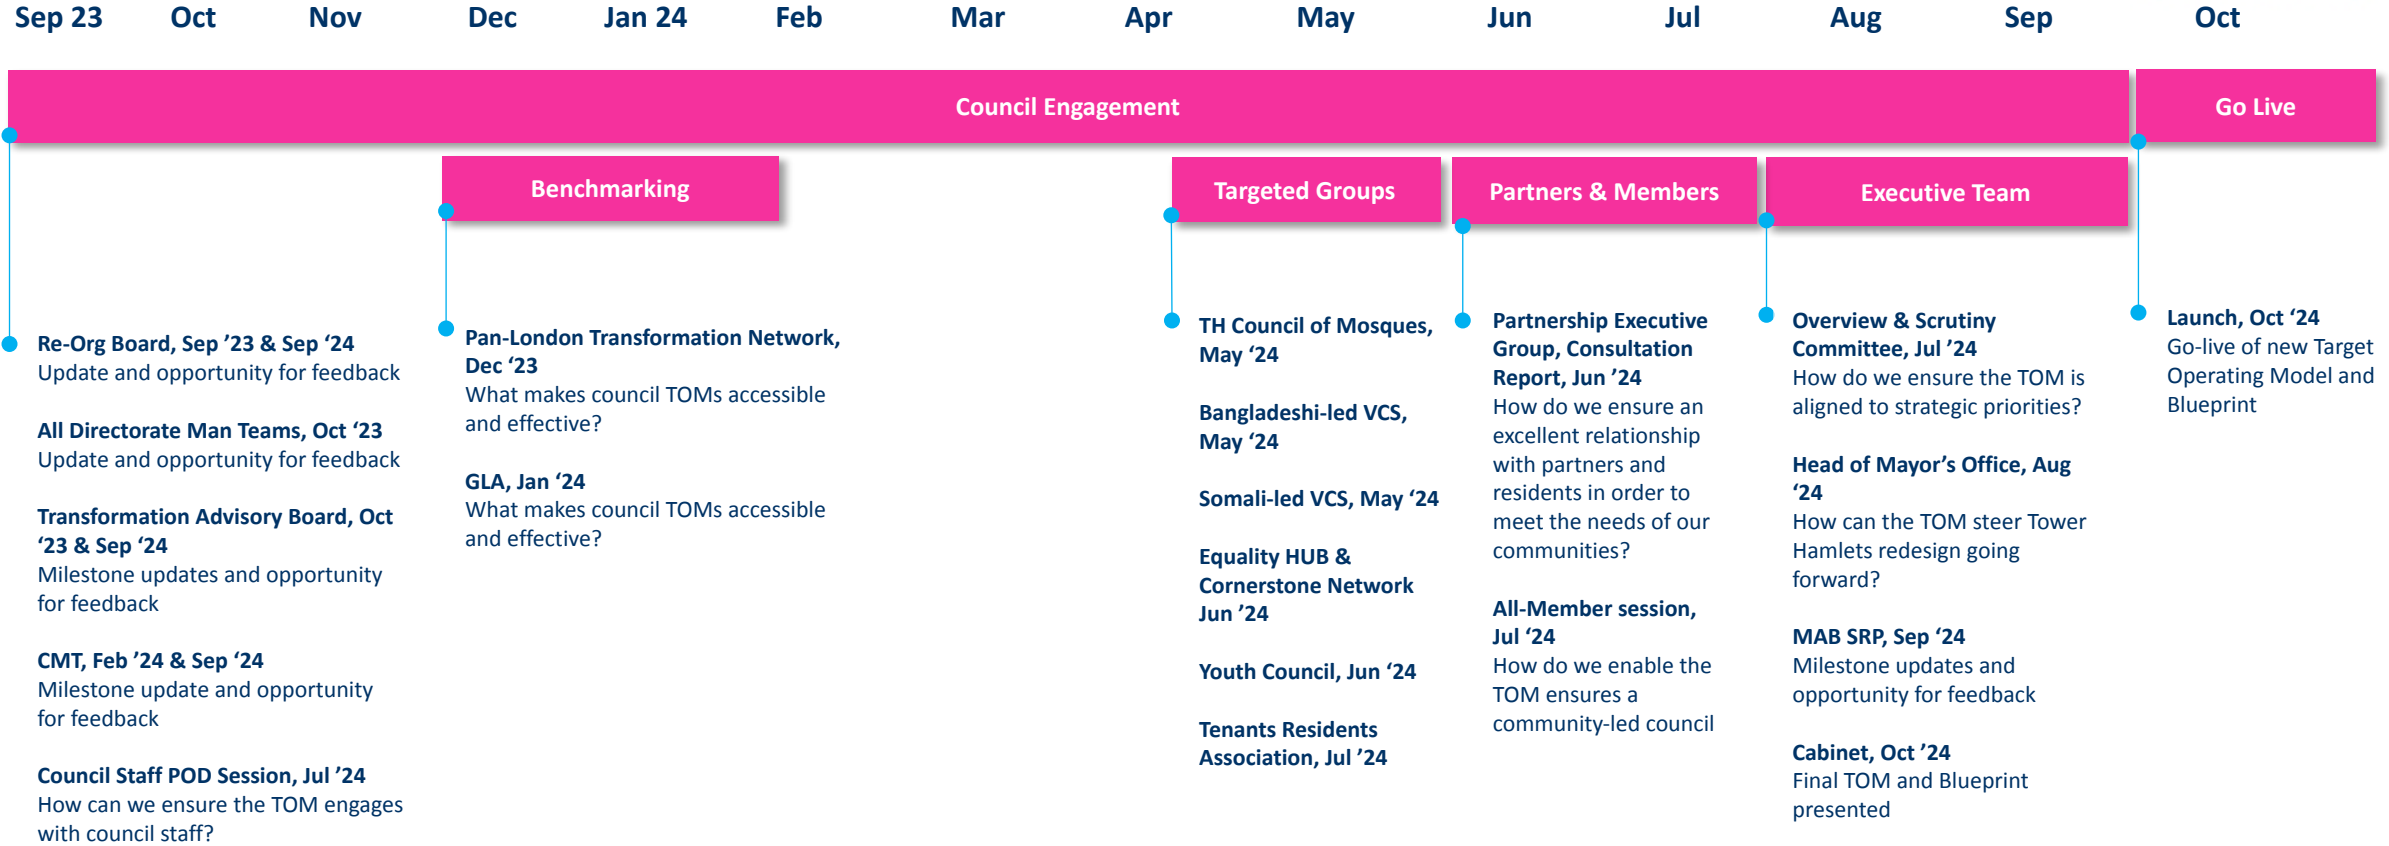 Sep 23 Oct Nov Dec Jan 24 Feb Mar Apr May Jun Jul Aug Sep Oct
Council Engagement
Go Live
Benchmarking
Targeted Groups
Partners & Members
Executive Team
Re-Org Board, Sep ’23 & Sep ‘24
Update and opportunity for feedback
All Directorate Man Teams, Oct ‘23
Update and opportunity for feedback
Transformation Advisory Board, Oct
‘23 & Sep ‘24
Milestone updates and opportunity
for feedback
CMT, Feb ’24 & Sep ‘24
Milestone update and opportunity
for feedback
Council Staff POD Session, Jul ’24
How can we ensure the TOM engages
with council staff?
Pan-London Transformation Network,
Dec ‘23
What makes council TOMs accessible
and effective?
GLA, Jan ‘24
What makes council TOMs accessible
and effective?
TH Council of Mosques,
May ‘24
Bangladeshi-led VCS,
May ‘24
Somali-led VCS, May ‘24
Equality HUB &
Cornerstone Network
Jun ’24
Youth Council, Jun ‘24
Tenants Residents
Association, Jul ’24
Partnership Executive
Group, Consultation
Report, Jun ’24
How do we ensure an
excellent relationship
with partners and
residents in order to
meet the needs of our
communities?
All-Member session,
Jul ‘24
How do we enable the
TOM ensures a
community-led council
Overview & Scrutiny
Committee, Jul ’24
How do we ensure the TOM is
aligned to strategic priorities?
Head of Mayor’s Office, Aug
‘24
How can the TOM steer Tower
Hamlets redesign going
forward?
MAB SRP, Sep ‘24
Milestone updates and
opportunity for feedback
Cabinet, Oct ’24
Final TOM and Blueprint
presented
Launch, Oct ‘24
Go-live of new Target
Operating Model and
Blueprint